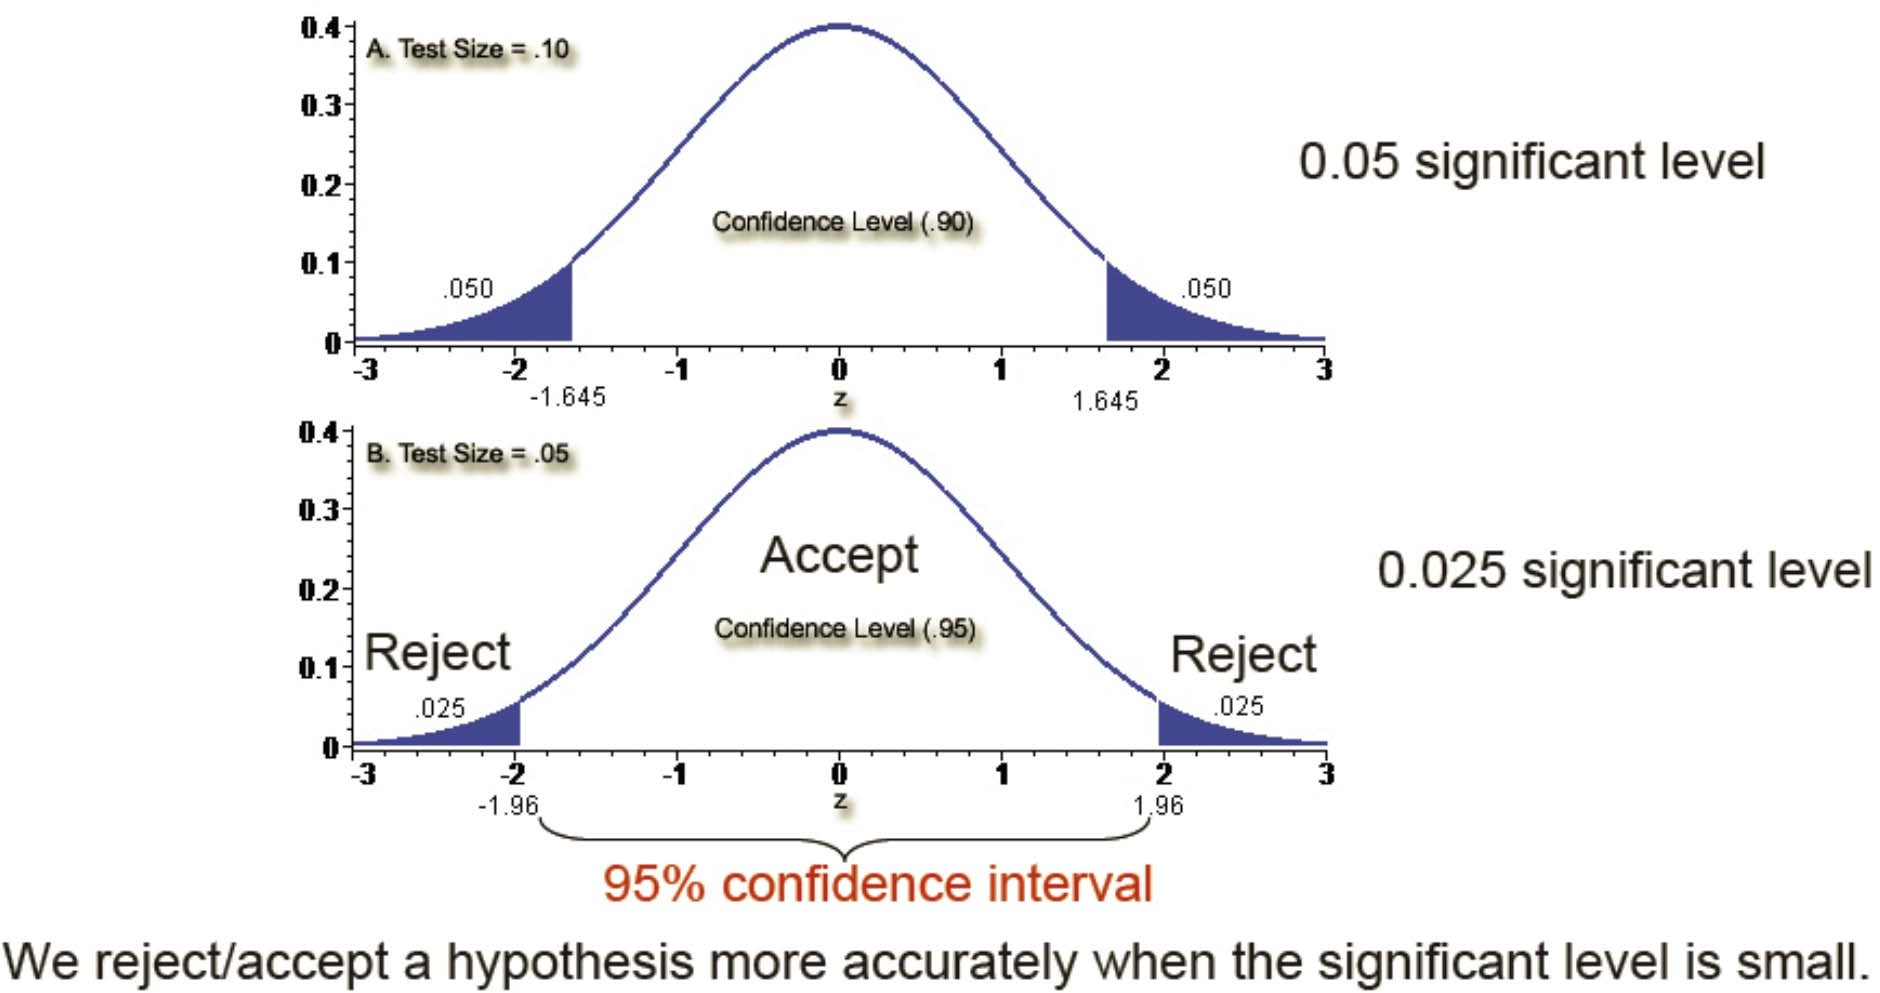 0.4
A. Test Size = .10
0.3
0.05 significant level
0.2
Confidence Level (.90)
0.1
.050
.050
0
-3 -2 -1 0 1 2 3
-1.645
z
1.645
0.4
B. Test Size = .05
0.3
Accept
0.025 significant level
0.2
Confidence Level (.95)
Reject
Reject
0.1
.025
.025
0
-3 -2 -1 0 1 2 3
-1.96
z
1.96
95% confidence interval
We reject/accept a hypothesis more accurately when the significant level is small.